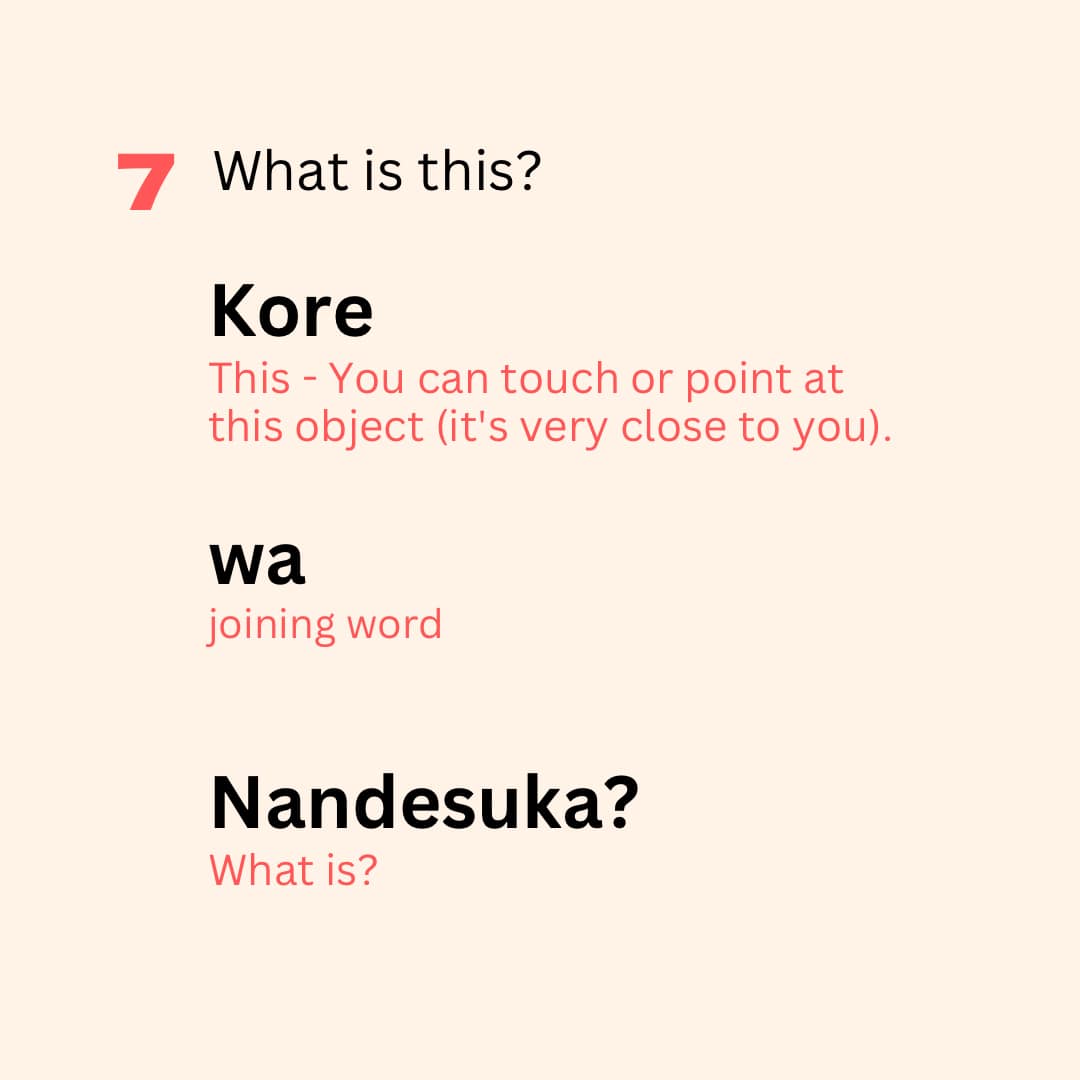 7 What is this?
Kore
This - You can touch or point at
this object (it's very close to you).
wa
joining word
Nandesuka?
What is?